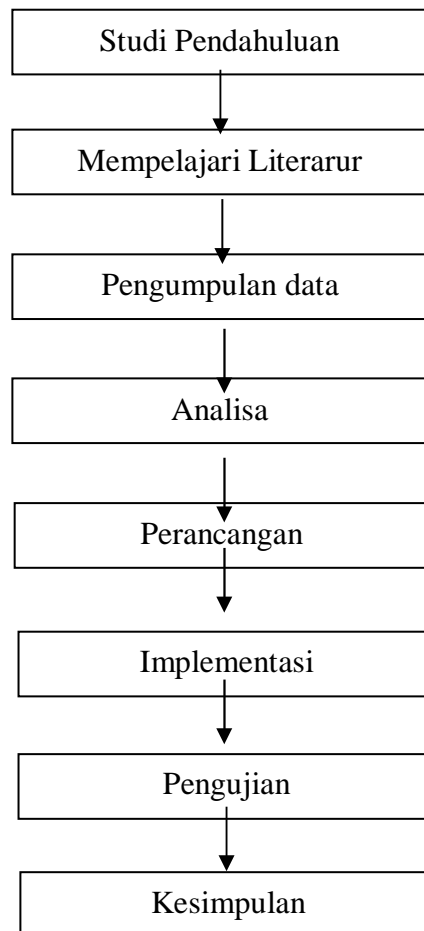 Studi Pendahuluan
Mempelajari Literarur
Pengumpulan data
Analisa
Perancangan
Implementasi
Pengujian
Kesimpulan